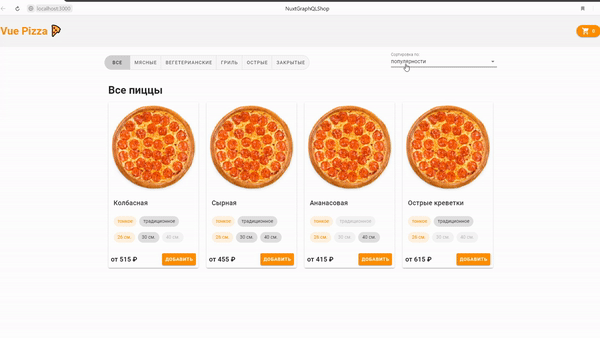 localhost:3000
NuxtGraphQLShop
Vue Pizza
0
ВСЕ МЯСНЫЕ ВЕГЕТЕРИАНСКИЕ ГРИЛЬ ОСТРЫЕ ЗАКРЫТЫЕ
Сортировка по
популярности
Все пиццы
Колбасная Сырная Ананасовая Острые креветки
тонкое традиционное тонкое традиционное тонкое традиционное тонкое традиционное
26 см. 30 см. 40 см. 26 см. 30 см. 40 см. 26 см. 30 см. 40 см. 26 см. 30 см. 40 см.
от 515 ₽ ДОБАВИТЬ от 455 ₽ ДОБАВИТЬ от 415 ₽ ДОБАВИТЬ от 615 ₽ ДОБАВИТЬ